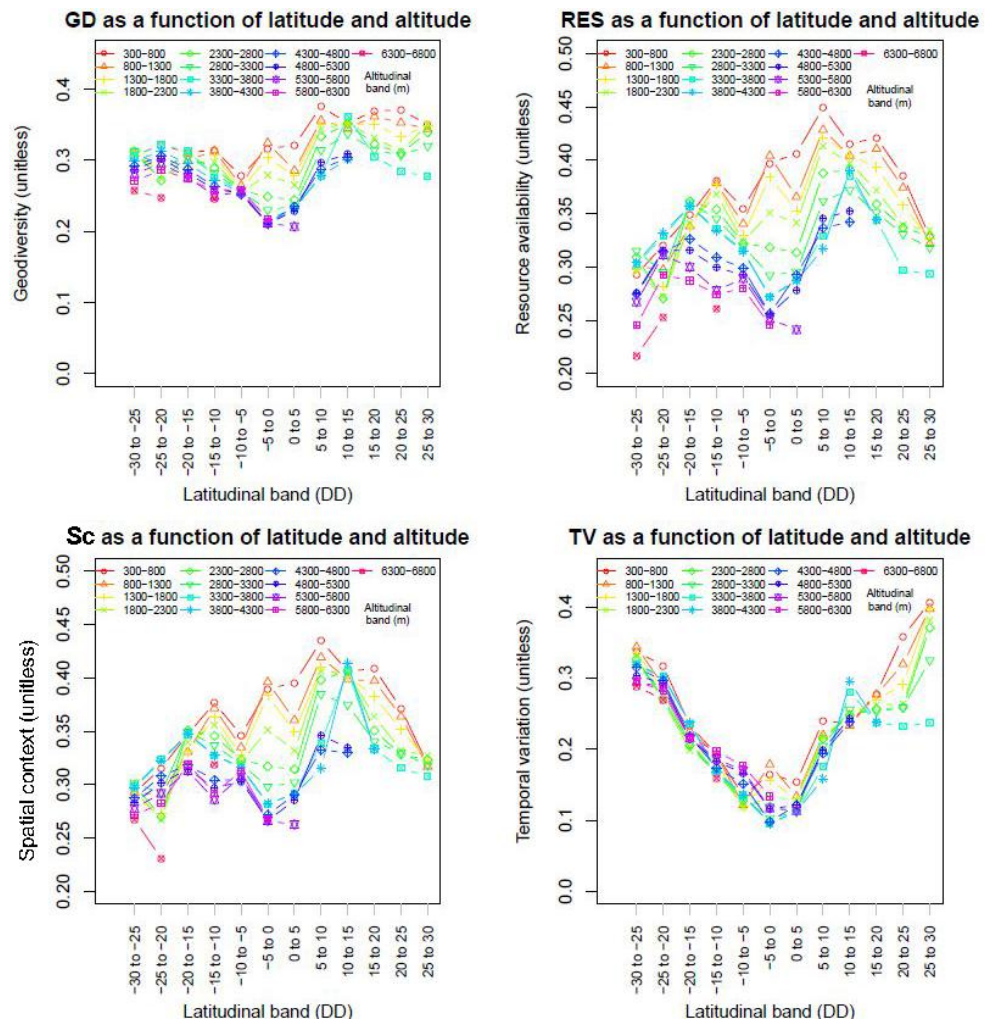 GD as a function of latitude and altitude
300−800 2300−2800 4300−4800 6300−6800
800−1300 2800−3300 4800−5300
1300−1800 3300−3800 5300−5800 Altitudinal
1800−2300 3800−4300 5800−6300 band (m)
Geodiversity (unitless)
0.4
0.3
0.2
0.1
0.0
−30 to −25
−25 to −20
−20 to −15
−15 to −10
−10 to −5
−5 to 0
0 to 5
5 to 10
10 to 15
15 to 20
20 to 25
25 to 30
Latitudinal band (DD)
RES as a function of latitude and altitude
300−800 2300−2800 4300−4800 6300−6800
800−1300 2800−3300 4800−5300
1300−1800 3300−3800 5300−5800 Altitudinal
1800−2300 3800−4300 5800−6300 band (m)
Resource availability (unitless)
0.50
0.45
0.40
0.35
0.30
0.25
0.20
−30 to −25
−25 to −20
−20 to −15
−15 to −10
−10 to −5
−5 to 0
0 to 5
5 to 10
10 to 15
15 to 20
20 to 25
25 to 30
Latitudinal band (DD)
Sc as a function of latitude and altitude
300−800 2300−2800 4300−4800 6300−6800
800−1300 2800−3300 4800−5300
1300−1800 3300−3800 5300−5800 Altitudinal
1800−2300 3800−4300 5800−6300 band (m)
Spatial context (unitless)
0.50
0.45
0.40
0.35
0.30
0.25
0.20
−30 to −25
−25 to −20
−20 to −15
−15 to −10
−10 to −5
−5 to 0
0 to 5
5 to 10
10 to 15
15 to 20
20 to 25
25 to 30
Latitudinal band (DD)
TV as a function of latitude and altitude
300−800 2300−2800 4300−4800 6300−6800
800−1300 2800−3300 4800−5300
1300−1800 3300−3800 5300−5800 Altitudinal
1800−2300 3800−4300 5800−6300 band (m)
Temporal variation (unitless)
0.4
0.3
0.2
0.1
0.0
−30 to −25
−25 to −20
−20 to −15
−15 to −10
−10 to −5
−5 to 0
0 to 5
5 to 10
10 to 15
15 to 20
20 to 25
25 to 30
Latitudinal band (DD)